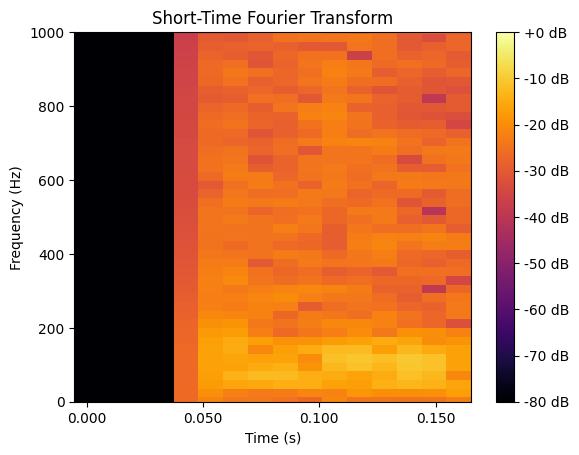 Short-Time Fourier Transform
1000
800
600
400
200
0
Frequency (Hz)
0.000
0.050
0.100
0.150
Time (s)
+0 dB
-10 dB
-20 dB
-30 dB
-40 dB
-50 dB
-60 dB
-70 dB
-80 dB